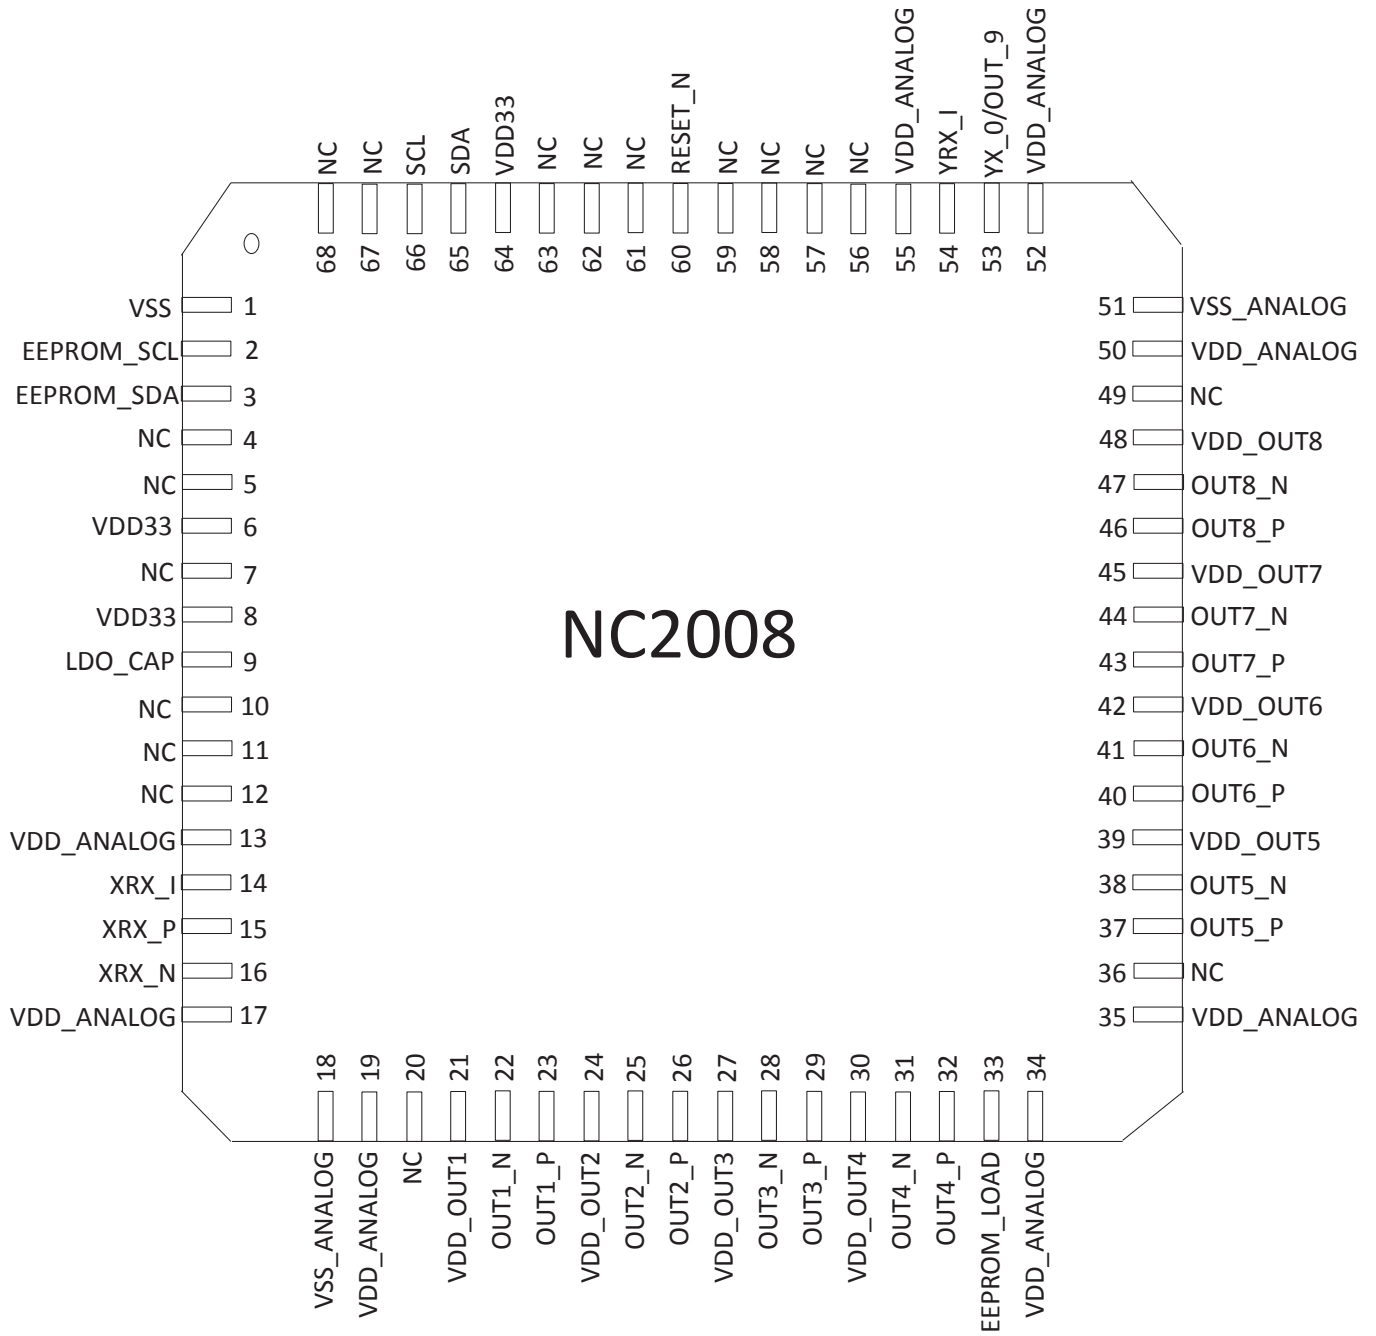 NC
NC
SCL
SDA
VDD33
NC
NC
NC
RESET_N
NC
NC
NC
NC
VDD_ANALOG
YRX_I
YX_0/OUT_9
VDD_ANALOG
68
67
66
65
64
63
62
61
60
59
58
57
56
55
54
53
52
VSS 1
EEPROM_SCL 2
EEPROM_SDA 3
NC 4
NC 5
VDD33 6
NC 7
VDD33 8
LDO_CAP 9
NC 10
NC 11
NC 12
VDD_ANALOG 13
XRX_I 14
XRX_P 15
XRX_N 16
VDD_ANALOG 17
NC2008
51 VSS_ANALOG
50 VDD_ANALOG
49 NC
48 VDD_OUT8
47 OUT8_N
46 OUT8_P
45 VDD_OUT7
44 OUT7_N
43 OUT7_P
42 VDD_OUT6
41 OUT6_N
40 OUT6_P
39 VDD_OUT5
38 OUT5_N
37 OUT5_P
36 NC
35 VDD_ANALOG
18
19
20
21
22
23
24
25
26
27
28
29
30
31
32
33
34
VSS_ANALOG
VDD_ANALOG
NC
VDD_OUT1
OUT1_N
OUT1_P
VDD_OUT2
OUT2_N
OUT2_P
VDD_OUT3
OUT3_N
OUT3_P
VDD_OUT4
OUT4_N
OUT4_P
EEPROM_LOAD
VDD_ANALOG